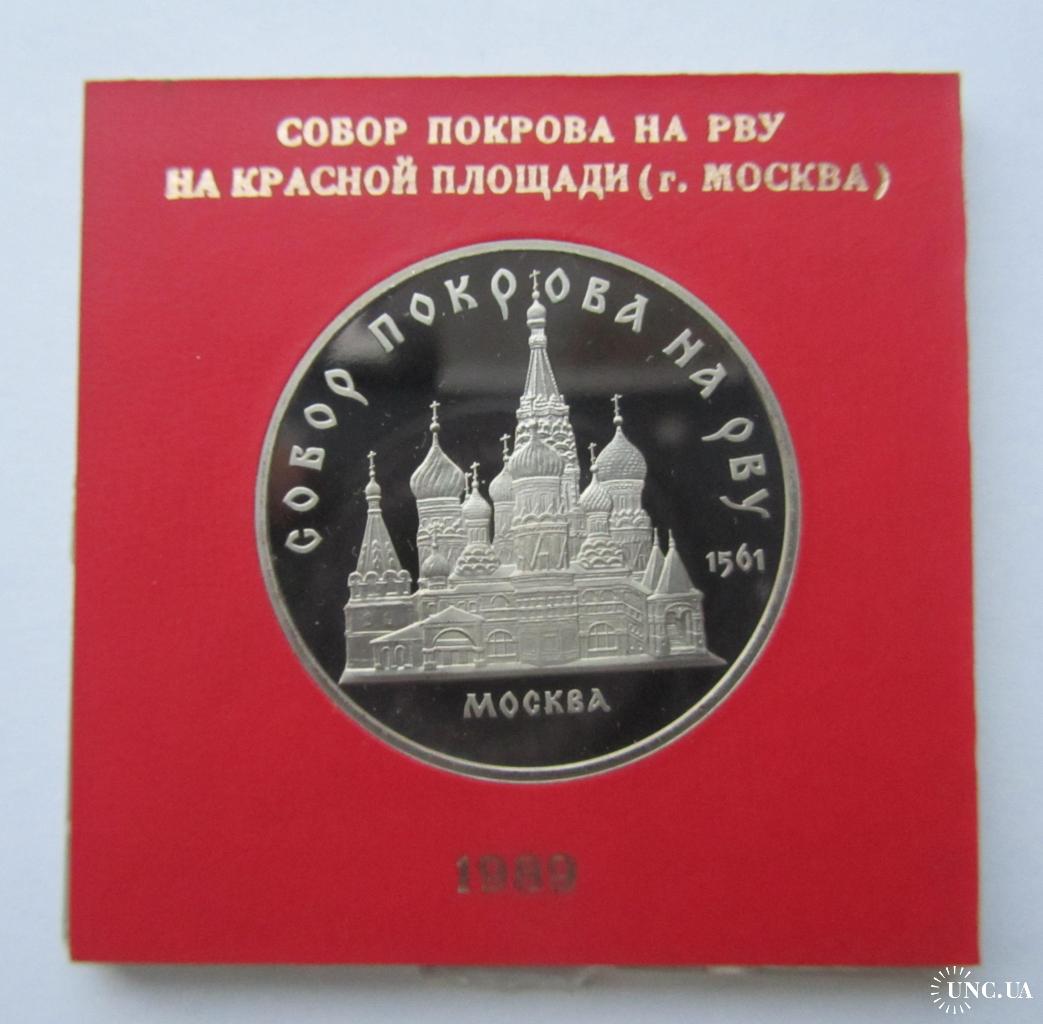 СОБОР ПОКРОВА НА РВУ
НА КРАСНОЙ ПЛОЩАДИ (г. МОСКВА)
СОБОР ПОКРОВА НА РВУ
1561
МОСКВА
1989
UNC.UA